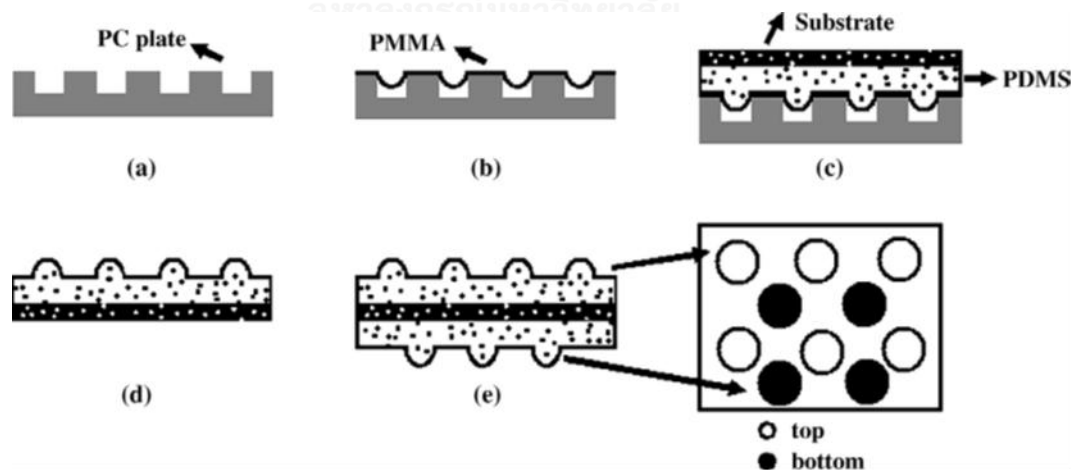 PC plate
PMMA
Substrate
PDMS
(a)
(b)
(c)
(d)
(e)
top
bottom